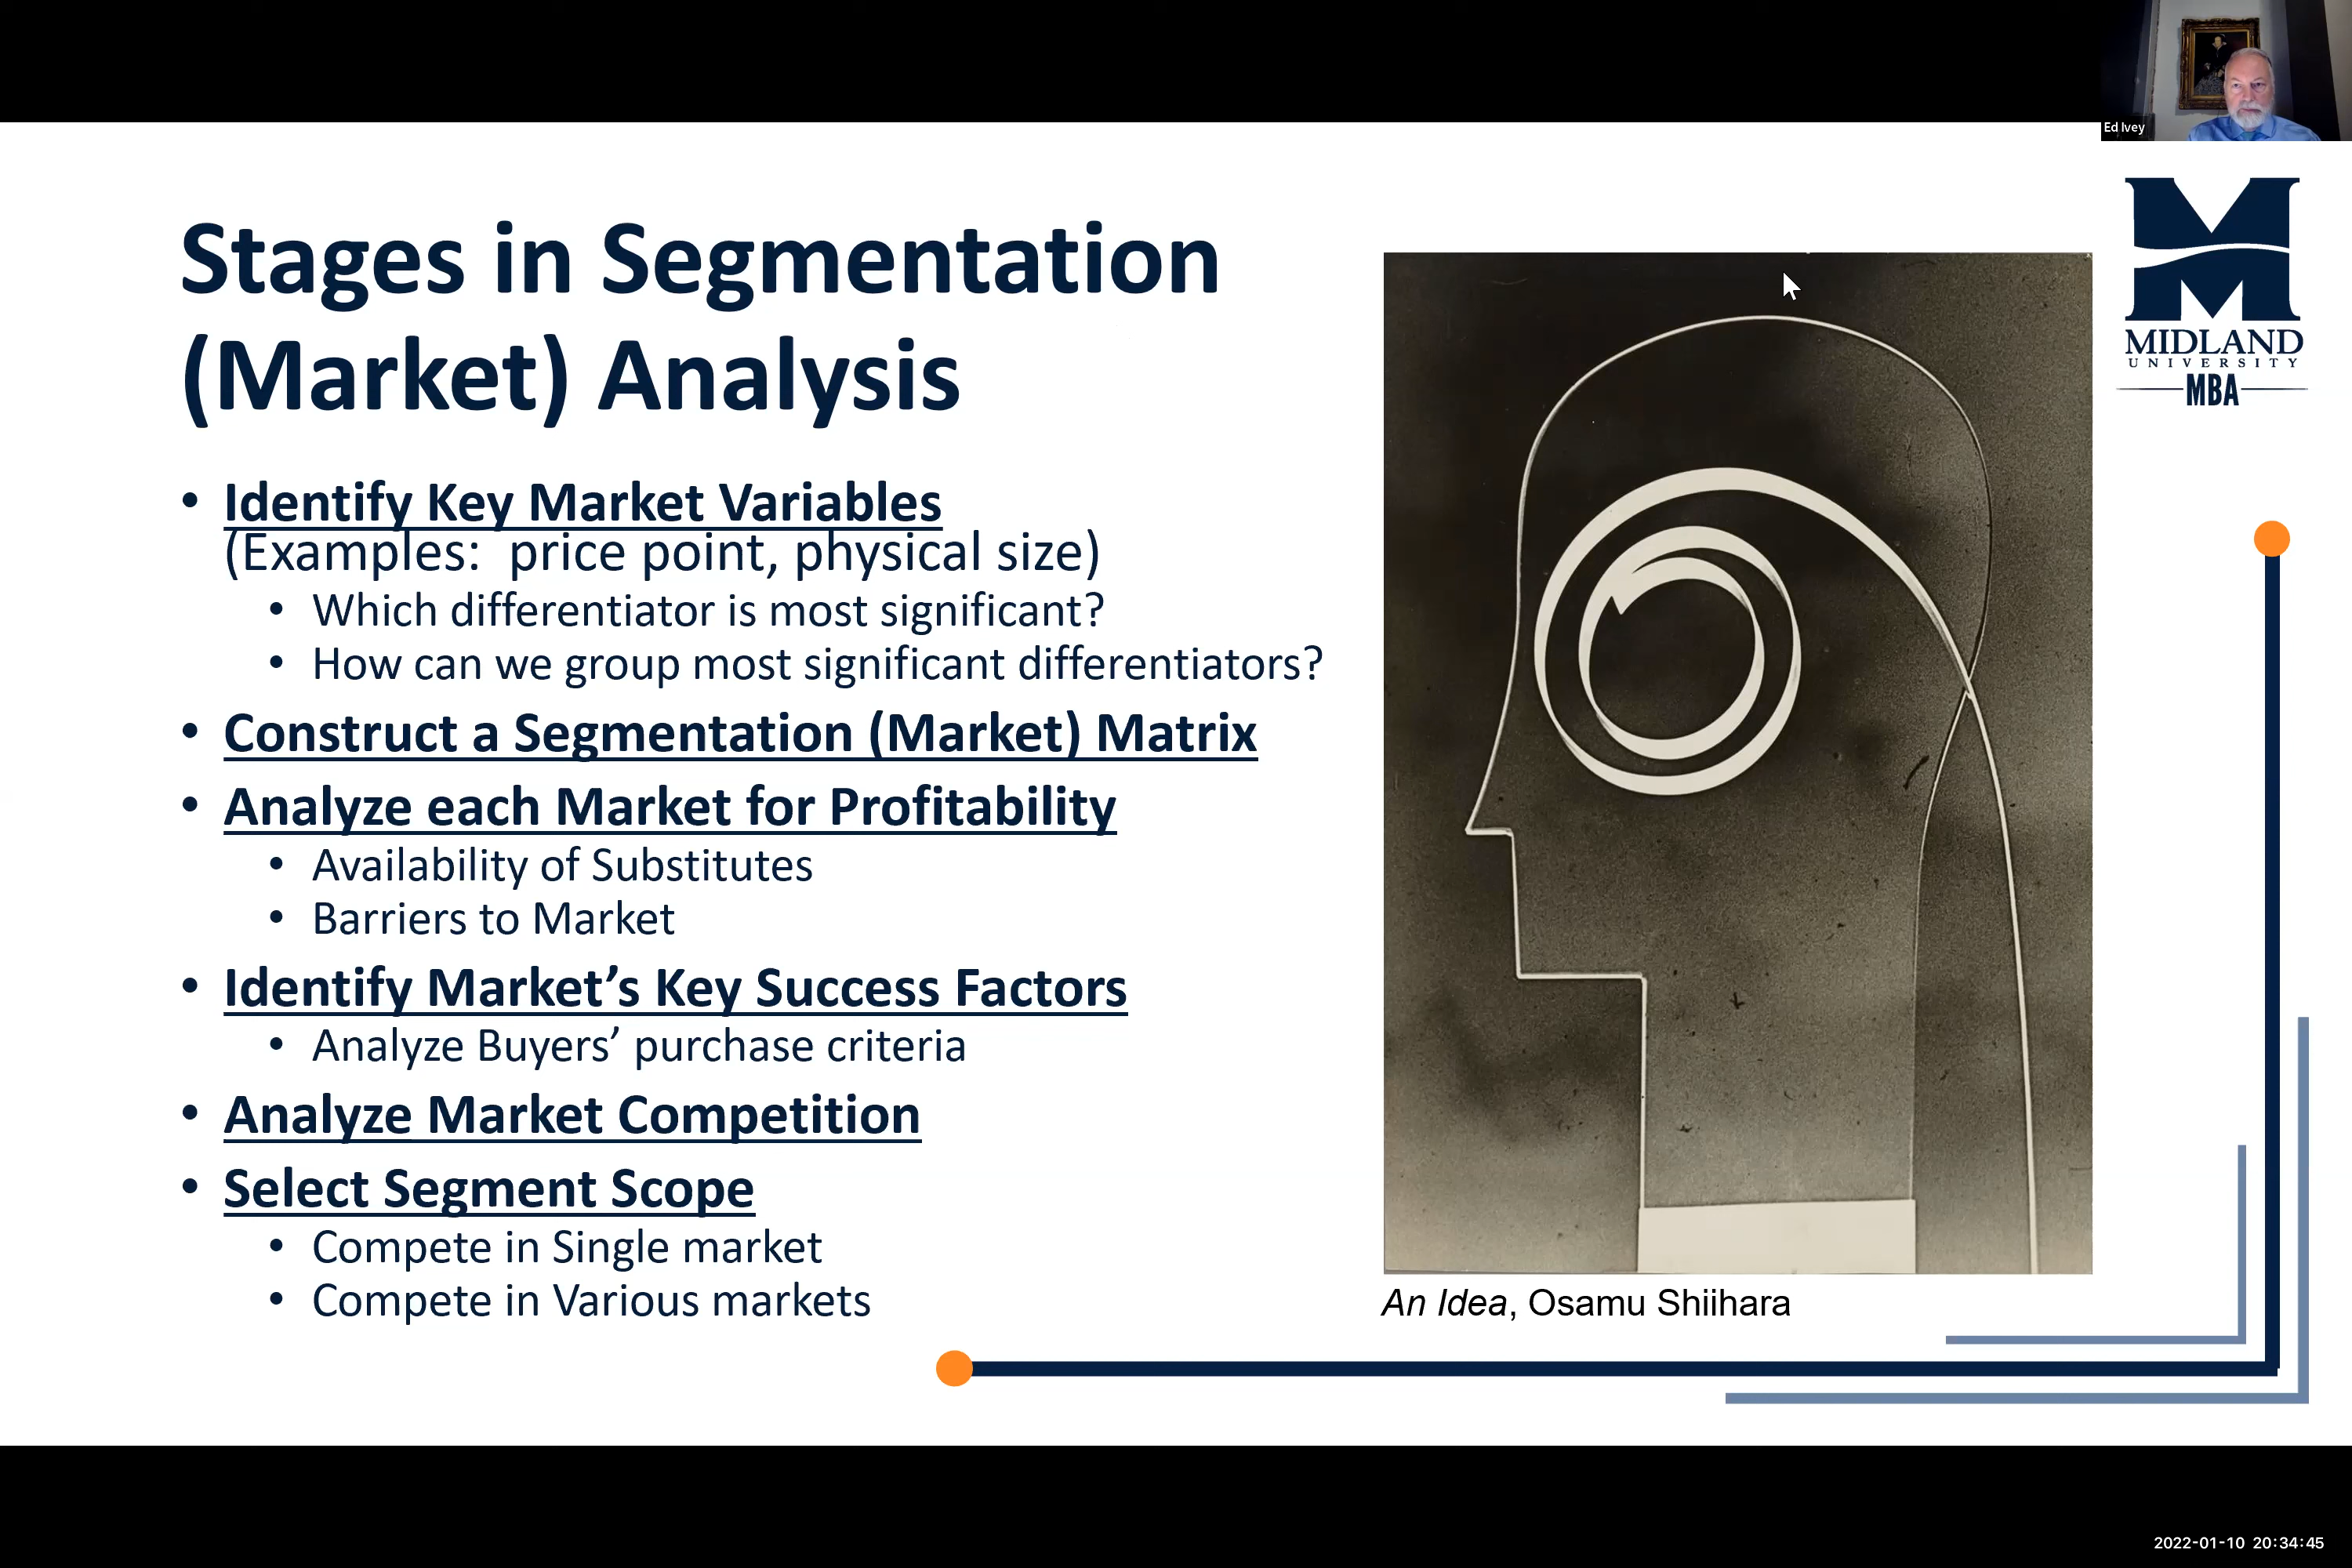 Ed Ivey
Stages in Segmentation
(Market) Analysis
• Identify Key Market Variables
(Examples:  price point, physical size)
• Which differentiator is most significant?
• How can we group most significant differentiators?
• Construct a Segmentation (Market) Matrix
• Analyze each Market for Profitability
• Availability of Substitutes
• Barriers to Market
• Identify Market’s Key Success Factors
• Analyze Buyers’ purchase criteria
• Analyze Market Competition
• Select Segment Scope
• Compete in Single market
• Compete in Various markets
An Idea, Osamu Shiihara
M
MIDLAND
UNIVERSITY
MBA
2022-01-10 20:34:45